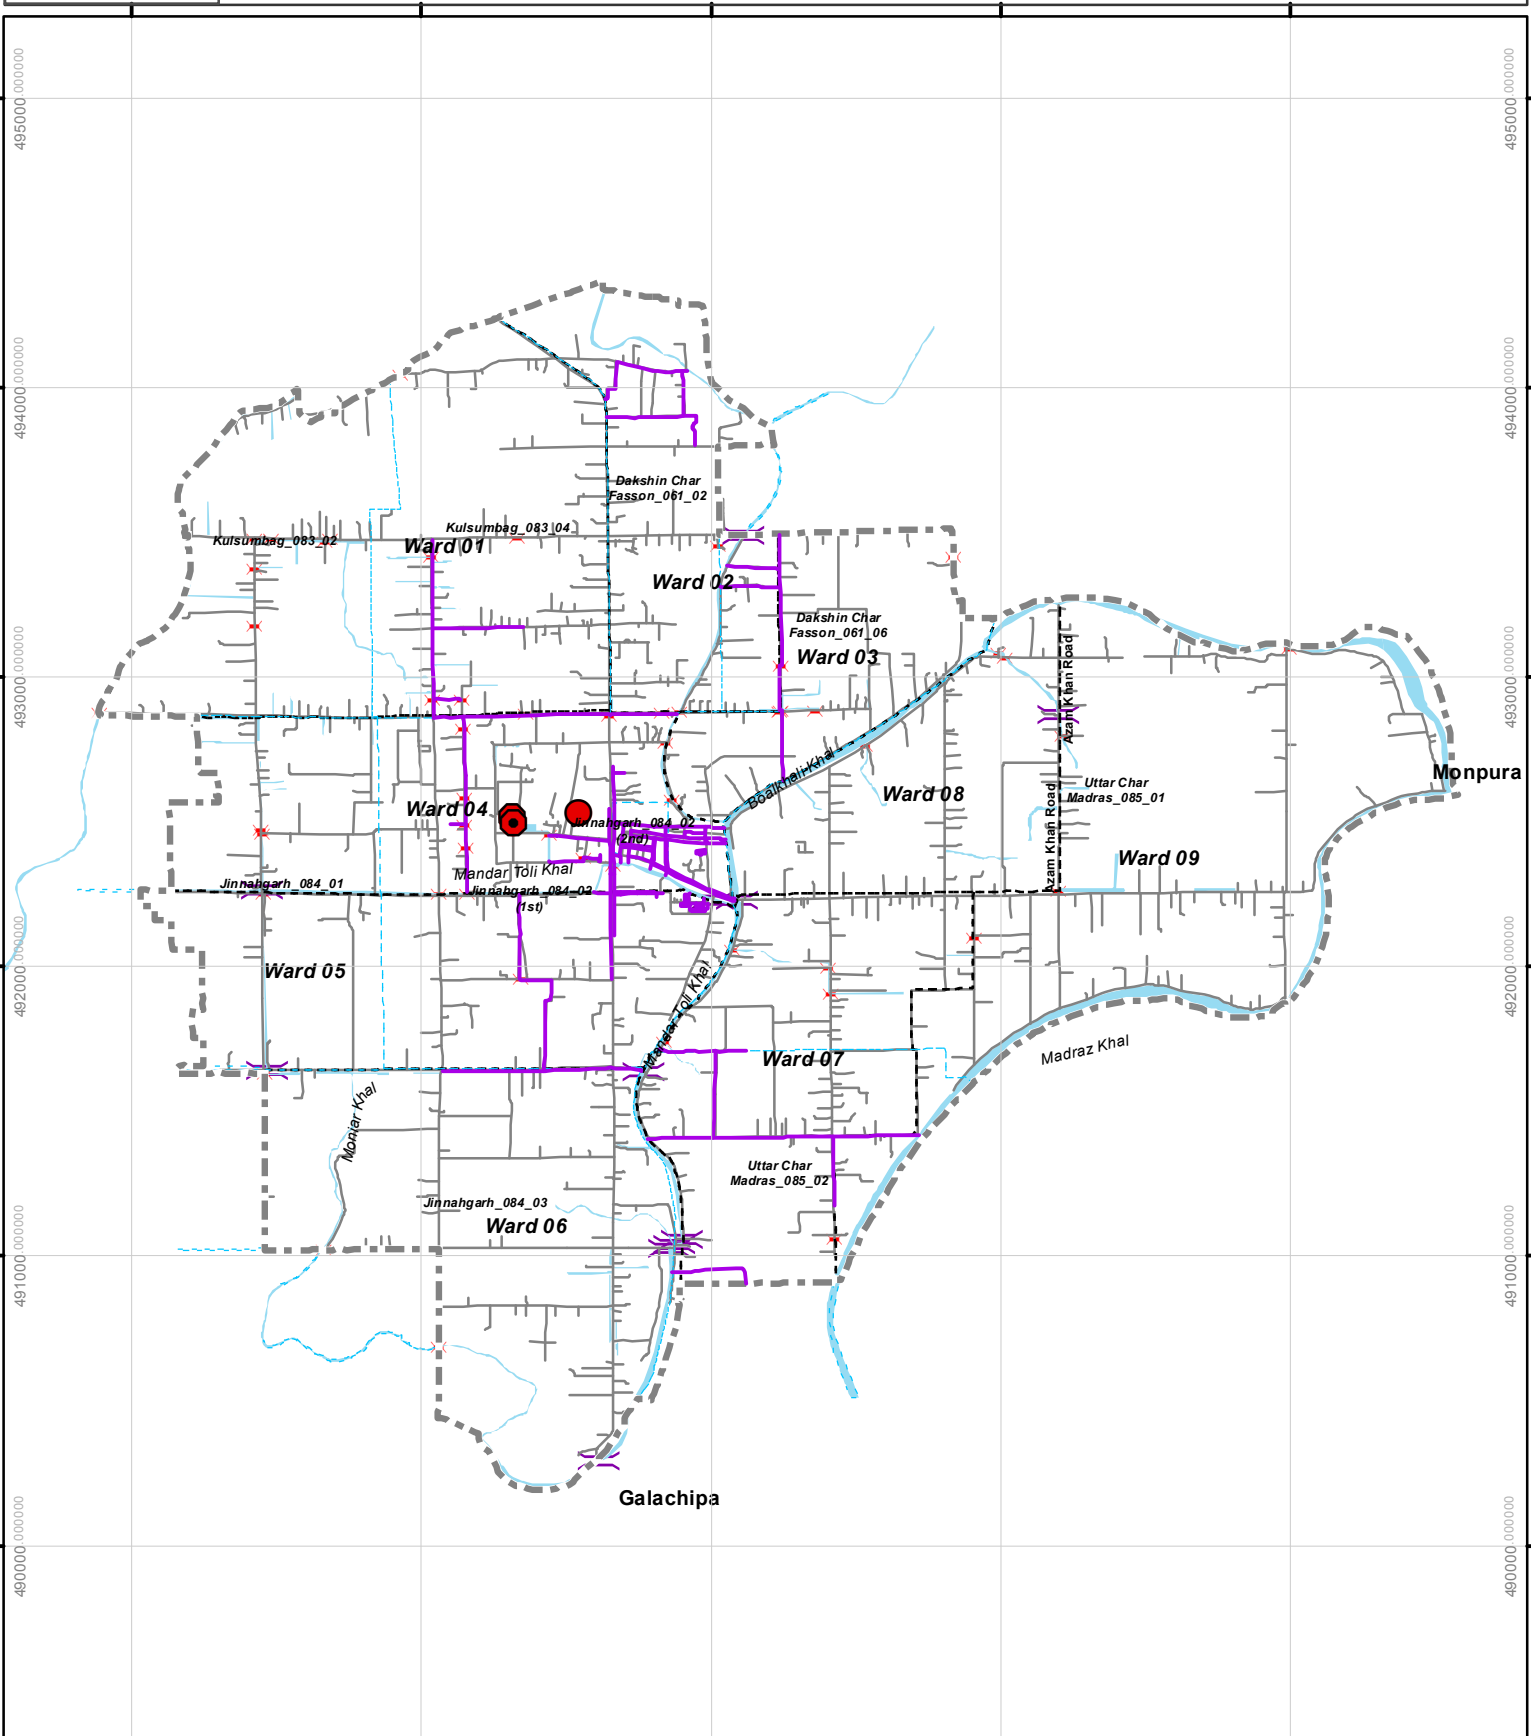 495000.000000
495000.000000
494000.000000
494000.000000
Dakshin Char
Fasson_061_02
Kulsumbag_083_04
Kulsumbag_083_02
Ward 01
Ward 02
Dakshin Char
Fasson_061_06
Ward 03
493000.000000
493000.000000
Azam Khan Road
Monpura
Boalkhali Khal
Uttar Char
Madras_085_01
Ward 08
Ward 04
Jinnahgarh_084_02
(2nd)
Azam Khan Road
Ward 09
Mandar Toli Khal
Jinnahgarh_084_01
Jinnahgarh_084_02
(1st)
492000.000000
492000.000000
Ward 05
Mandar Toli Khal
Ward 07
Madraz Khal
Moniar Khal
Uttar Char
Madras_085_02
Jinnahgarh_084_03
Ward 06
491000.000000
491000.000000
Galachipa
490000.000000
490000.000000